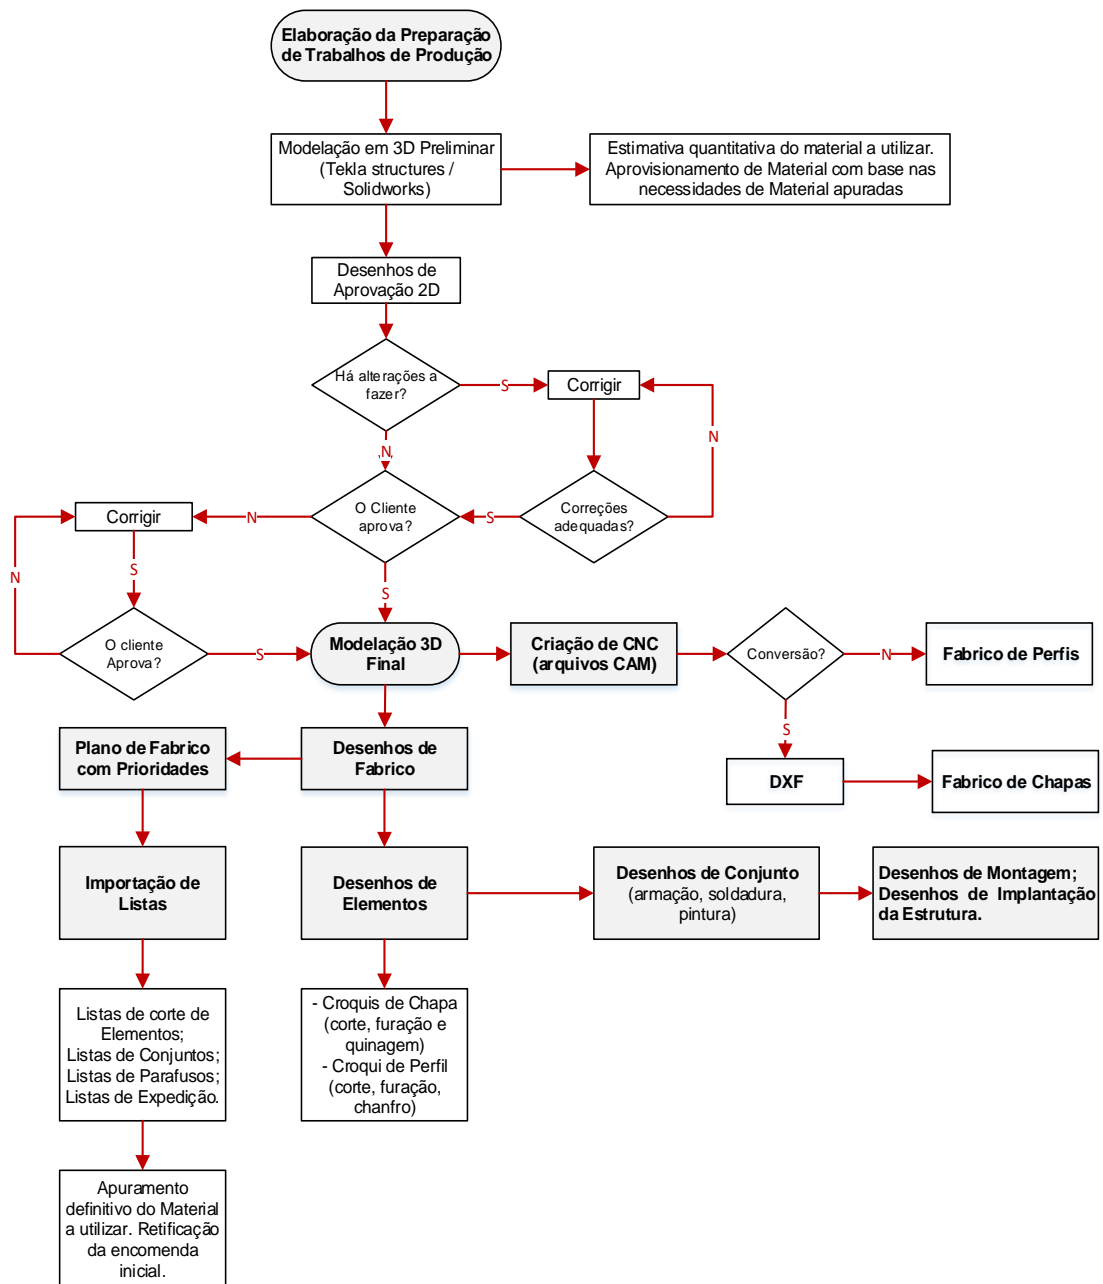 Elaboração da Preparação
de Trabalhos de Produção
Modelação em 3D Preliminar
(Tekla structures /
Solidworks)
Estimativa quantitativa do material a utilizar.
Aprovisionamento de Material com base nas
necessidades de Material apuradas
Desenhos de
Aprovação 2D
Há alterações a
fazer?
S
Corrigir
N
N
O Cliente
aprova?
S
Correções
adequadas?
N
Corrigir
S
N
S
O cliente
Aprova?
S
Modelação 3D
Final
Criação de CNC
(arquivos CAM)
Conversão?
N
Fabrico de Perfis
S
DXF
Fabrico de Chapas
Plano de Fabrico
com Prioridades
Desenhos de
Fabrico
Importação de
Listas
Desenhos de
Elementos
Desenhos de Conjunto
(armação, soldadura,
pintura)
Desenhos de Montagem;
Desenhos de Implantação
da Estrutura.
Listas de corte de
Elementos;
Listas de Conjuntos;
Listas de Parafusos;
Listas de Expedição.
- Croquis de Chapa
(corte, furação e
quinagem)
- Croqui de Perfil
(corte, furação,
chanfro)
Apuramento
definitivo do Material
a utilizar. Retificação
da encomenda
inicial.